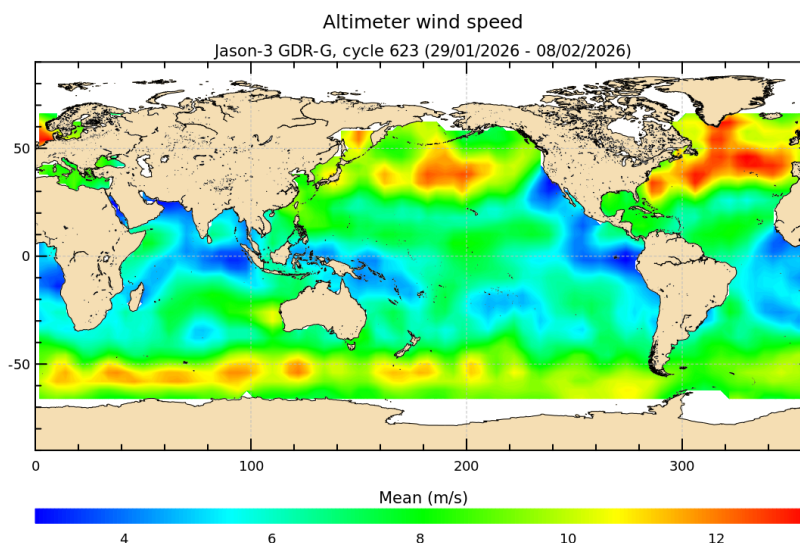 Altimeter wind speed
Jason-3 GDR-G, cycle 623 (29/01/2026 - 08/02/2026)
50
0
-50
0 100 200 300
Mean (m/s)
4 6 8 10 12